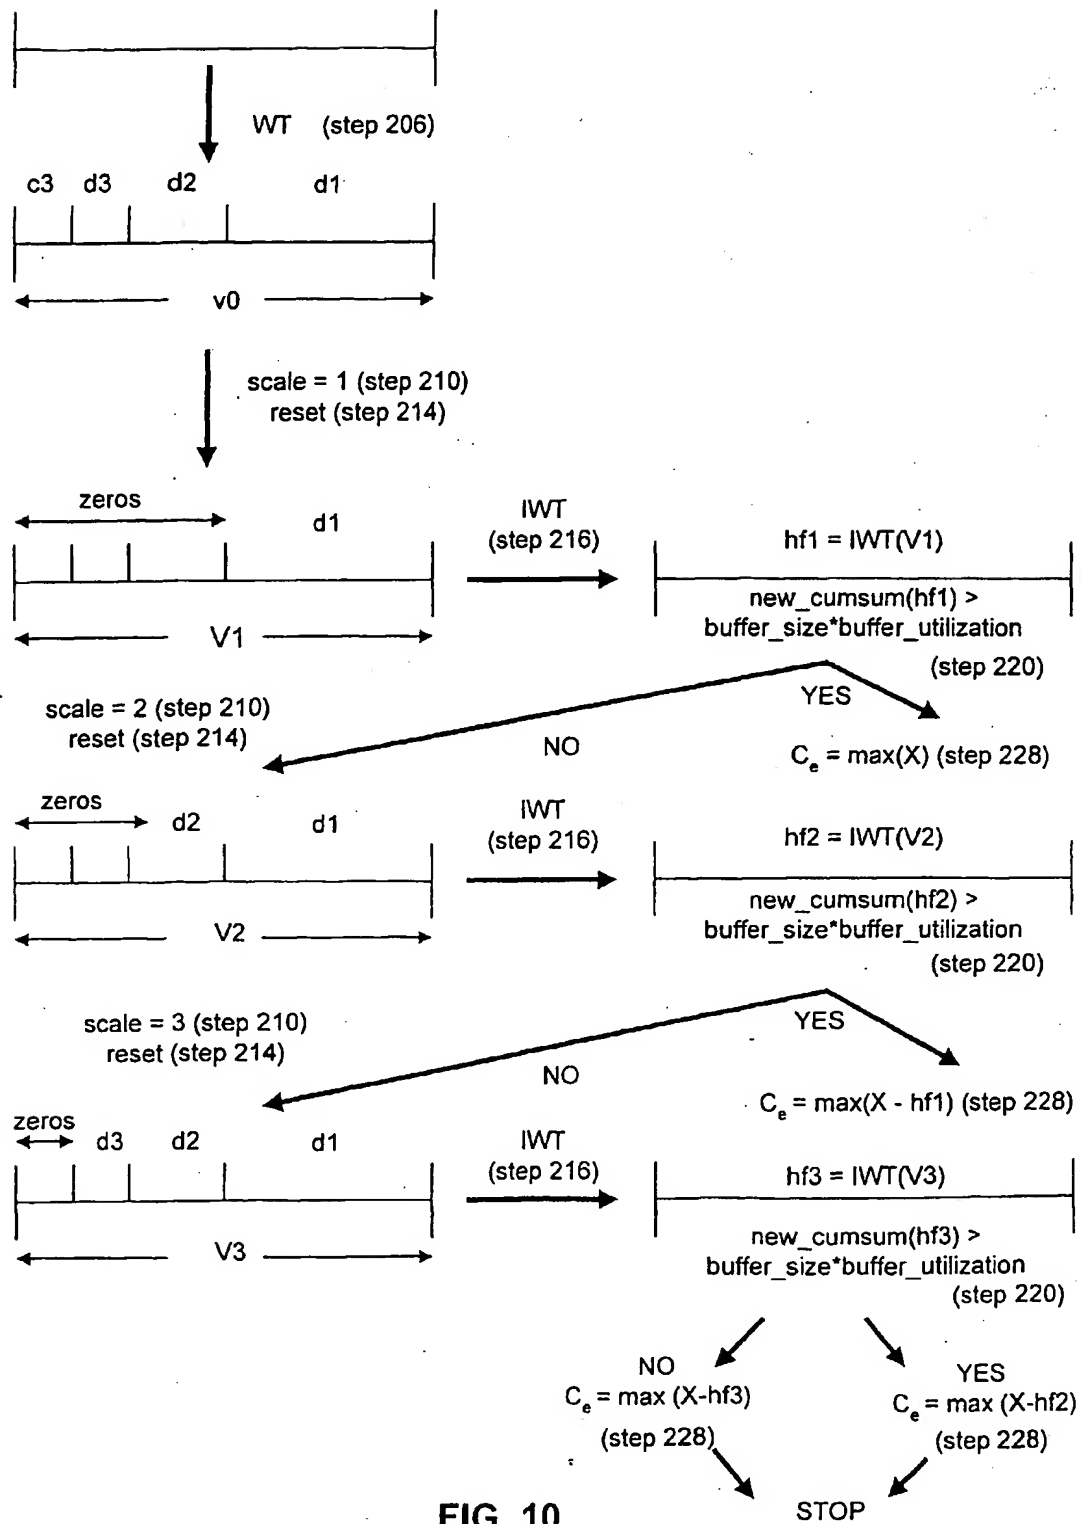 WT (step 206)
c3 d3 d2 d1
v0
scale = 1 (step 210)
reset (step 214)
zeros
d1
V1
IWT
(step 216)
hf1 = IWT(V1)
new_cumsum(hf1) >
buffer_size*buffer_utilization
(step 220)
YES
NO
C_e = max(X) (step 228)
scale = 2 (step 210)
reset (step 214)
zeros
d2 d1
V2
IWT
(step 216)
hf2 = IWT(V2)
new_cumsum(hf2) >
buffer_size*buffer_utilization
(step 220)
YES
NO
C_e = max(X - hf1) (step 228)
scale = 3 (step 210)
reset (step 214)
zeros
d3 d2 d1
V3
IWT
(step 216)
hf3 = IWT(V3)
new_cumsum(hf3) >
buffer_size*buffer_utilization
(step 220)
NO
C_e = max (X-hf3)
(step 228)
YES
C_e = max (X-hf2)
(step 228)
STOP
FIG. 10